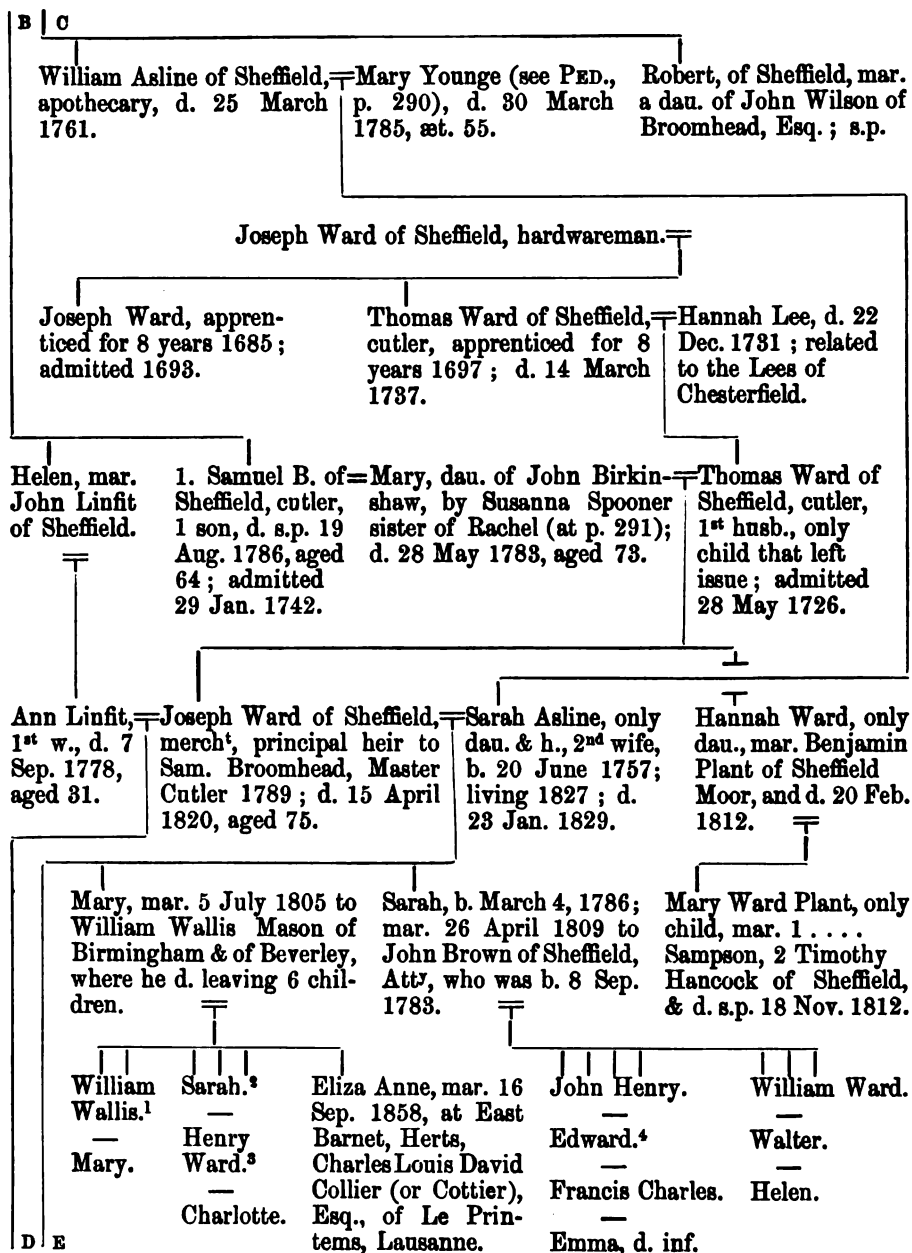 B C
William Asline of Sheffield,
apothecary, d. 25 March
1761.
Mary Younge (see PED.,
p. 290), d. 30 March
1785, æt. 55.
Robert, of Sheffield, mar.
a dau. of John Wilson of
Broomhead, Esq. ; s.p.
Joseph Ward of Sheffield, hardwareman.
Joseph Ward, appren-
ticed for 8 years 1685 ;
admitted 1693.
Thomas Ward of Sheffield,
cutler, apprenticed for 8
years 1697 ; d. 14 March
1737.
Hannah Lee, d. 22
Dec. 1731 ; related
to the Lees of
Chesterfield.
Helen, mar.
John Linfit
of Sheffield.
1. Samuel B. of
Sheffield, cutler,
1 son, d. s.p. 19
Aug. 1786, aged
64 ; admitted
29 Jan. 1742.
Mary, dau. of John Birkin-
shaw, by Susanna Spooner
sister of Rachel (at p. 291);
d. 28 May 1783, aged 73.
Thomas Ward of
Sheffield, cutler,
1st husb., only
child that left
issue ; admitted
28 May 1726.
Ann Linfit,
1st w., d. 7
Sep. 1778,
aged 31.
Joseph Ward of Sheffield,
mercht, principal heir to
Sam. Broomhead, Master
Cutler 1789 ; d. 15 April
1820, aged 75.
Sarah Asline, only
dau. & h., 2nd wife,
b. 20 June 1757;
living 1827 ; d.
23 Jan. 1829.
Hannah Ward, only
dau., mar. Benjamin
Plant of Sheffield
Moor, and d. 20 Feb.
1812.
Mary, mar. 5 July 1805 to
William Wallis Mason of
Birmingham & of Beverley,
where he d. leaving 6 chil-
dren.
Sarah, b. March 4, 1786;
mar. 26 April 1809 to
John Brown of Sheffield,
Atty, who was b. 8 Sep.
1783.
Mary Ward Plant, only
child, mar. 1 . . . .
Sampson, 2 Timothy
Hancock of Sheffield,
& d. s.p. 18 Nov. 1812.
William
Wallis.1
—
Mary.
Sarah.2
—
Henry
Ward.3
—
Charlotte.
Eliza Anne, mar. 16
Sep. 1858, at East
Barnet, Herts,
Charles Louis David
Collier (or Cottier),
Esq., of Le Prin-
tems, Lausanne.
John Henry.
—
Edward.4
—
Francis Charles.
—
Emma, d. inf.
William Ward.
—
Walter.
—
Helen.
D E